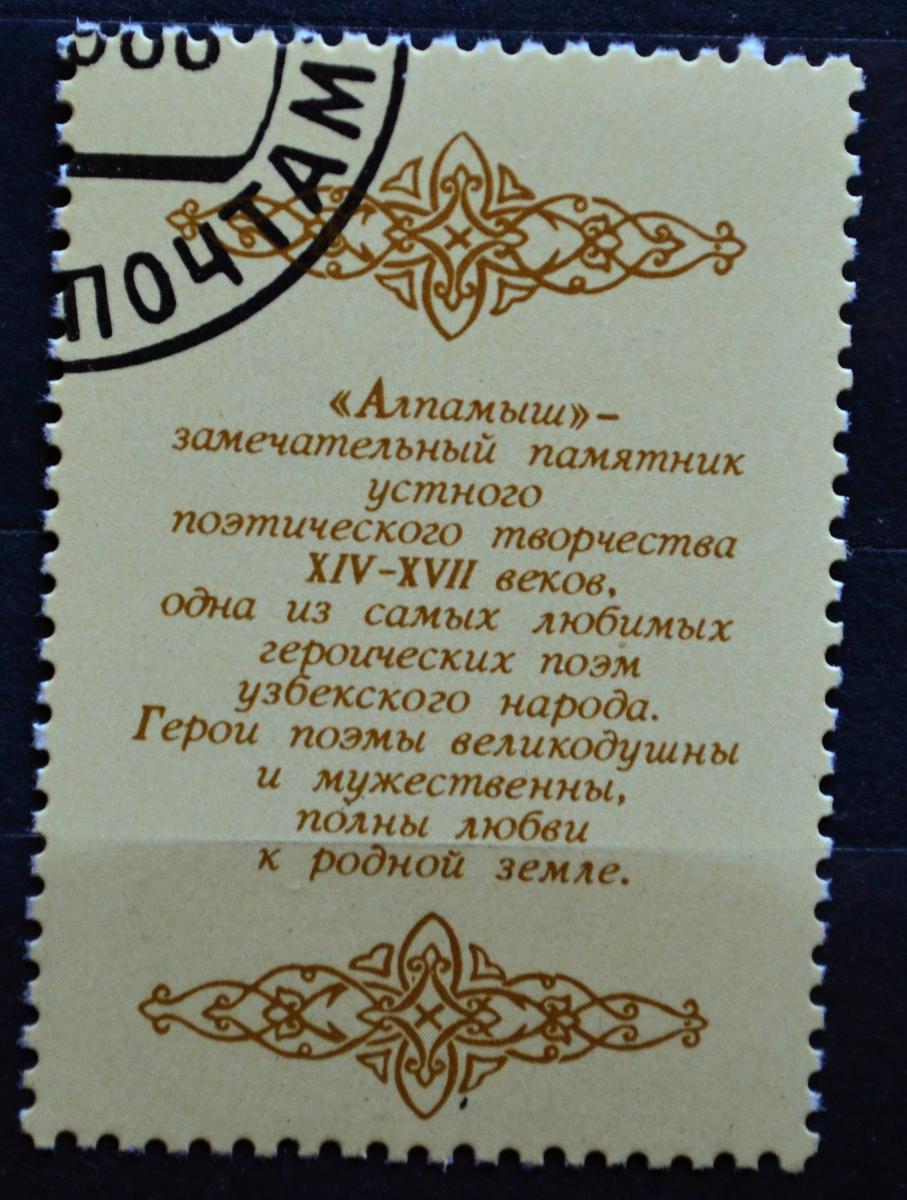 ПОЧТАМ
«Алпамыш»-
замечательный памятник
устного
поэтического творчества
XIV-XVII веков,
одна из самых любимых
героических поэм
узбекского народа.
Герои поэмы великодушны
и мужественны,
полны любви
к родной земле.